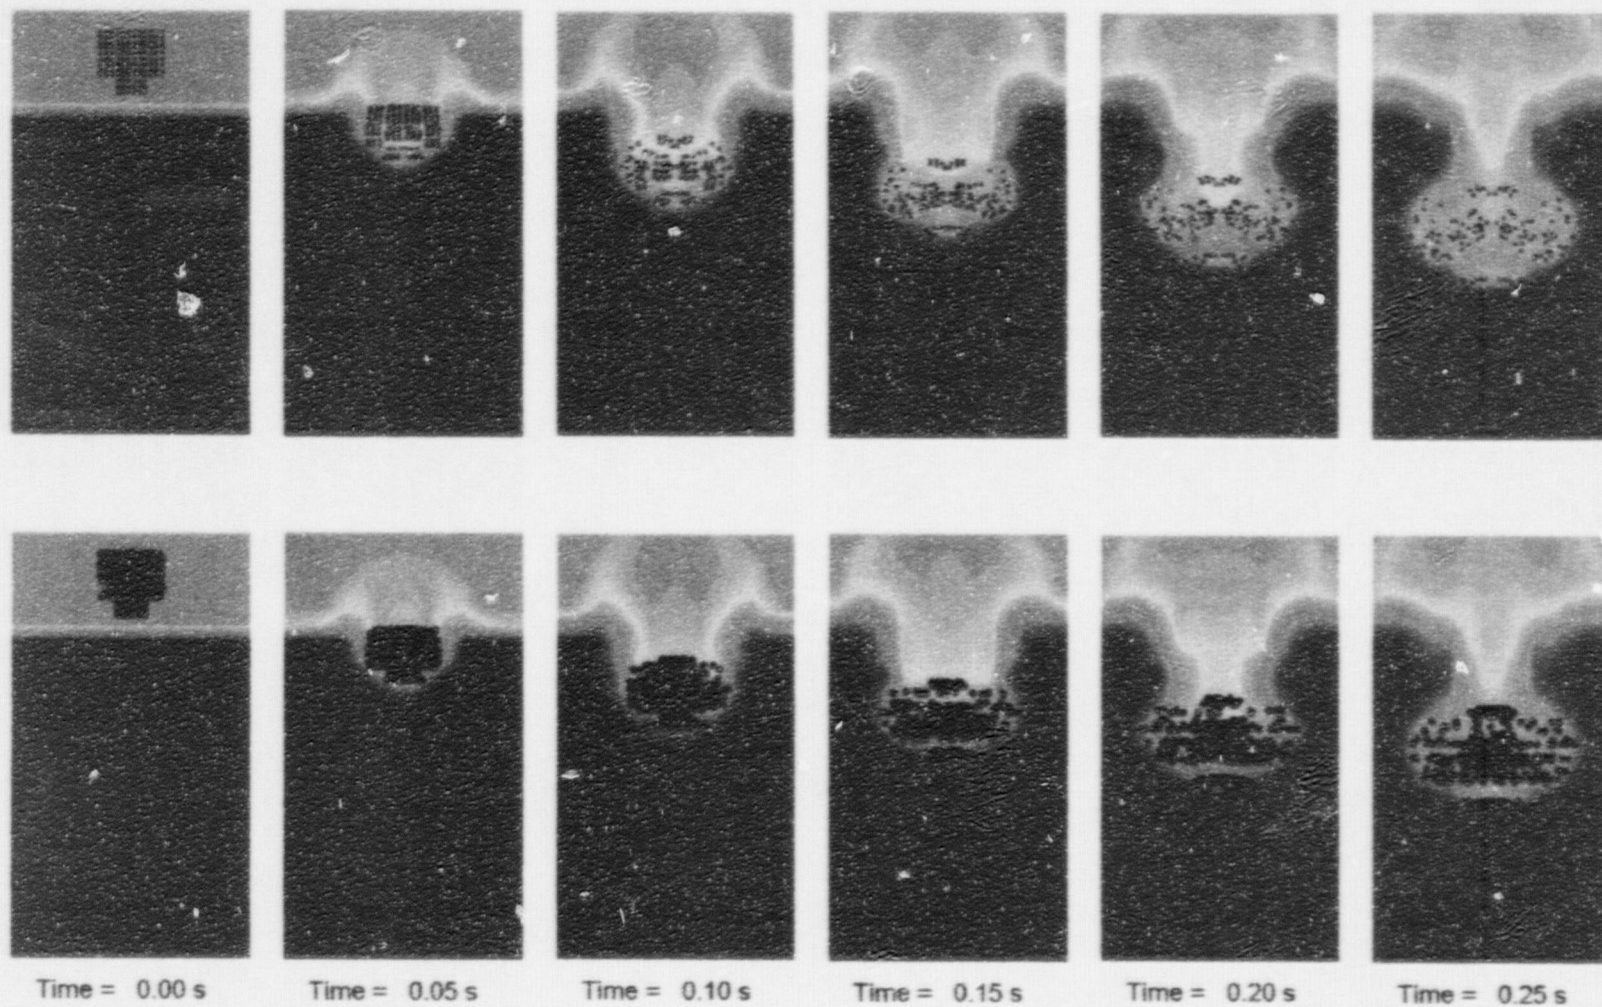 Time = 0.00 s
Time = 0.05 s
Time = 0.10 s
Time = 0.15 s
Time = 0.20 s
Time = 0.25 s